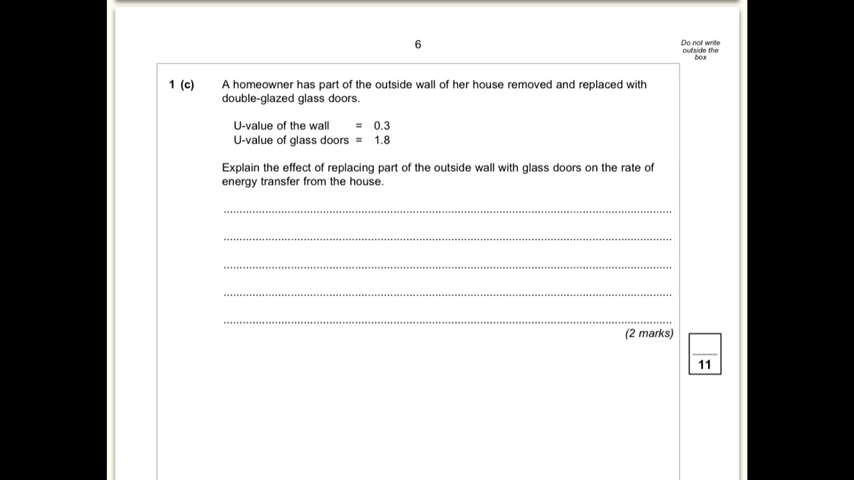 6
Do not write
outside the
box
1 (c) A homeowner has part of the outside wall of her house removed and replaced with
double-glazed glass doors.
U-value of the wall = 0.3
U-value of glass doors = 1.8
Explain the effect of replacing part of the outside wall with glass doors on the rate of
energy transfer from the house.
(2 marks)
11